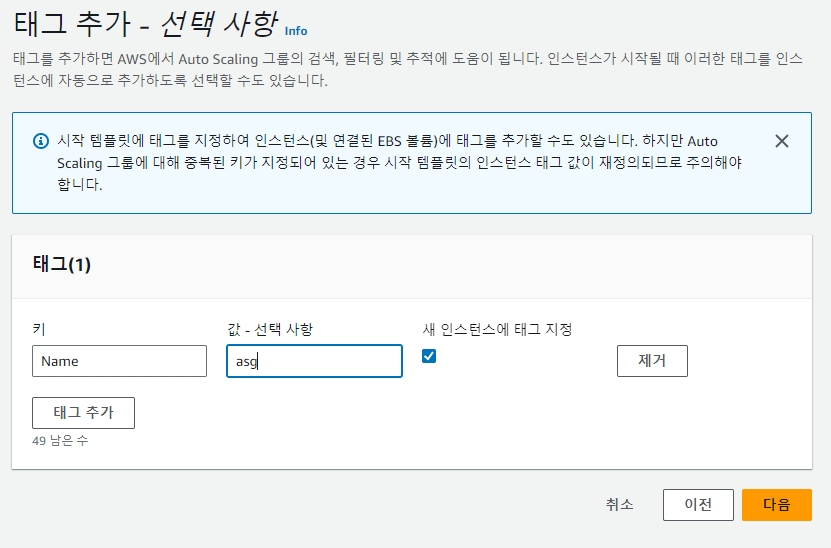 태그 추가 - 선택 사항 Info
태그를 추가하면 AWS에서 Auto Scaling 그룹의 검색, 필터링 및 추적에 도움이 됩니다. 인스턴스가 시작될 때 이러한 태그를 인스
턴스에 자동으로 추가하도록 선택할 수도 있습니다.
시작 템플릿에 태그를 지정하여 인스턴스(및 연결된 EBS 볼륨)에 태그를 추가할 수도 있습니다. 하지만 Auto
Scaling 그룹에 대해 중복된 키가 지정되어 있는 경우 시작 템플릿의 인스턴스 태그 값이 재정의되므로 주의해야
합니다.
태그(1)
키 값 - 선택 사항 새 인스턴스에 태그 지정
Name asg 제거
태그 추가
49 남은 수
취소 이전 다음